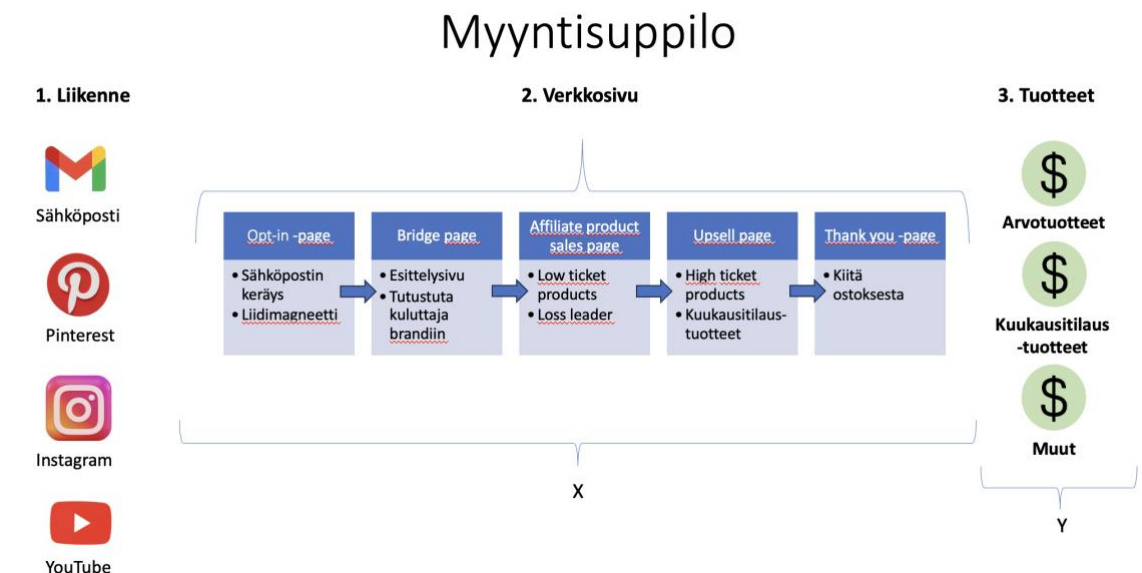 Myyntisuppilo
1. Liikenne
Sähköposti
Pinterest
Instagram
YouTube
2. Verkkosivu
Opt-in -page
• Sähköpostin
keräys
• Liidimagneetti
Bridge page
• Esittelysivu
• Tutustuta
kuluttaja
brandiin
Affiliate product
sales page
• Low ticket
products
• Loss leader
Upsell page
• High ticket
products
• Kuukausitilaus-
tuotteet
Thank you -page
• Kiitä
ostoksesta
X
3. Tuotteet
$
Arvotuotteet
$
Kuukausitilaus
-tuotteet
$
Muut
Y